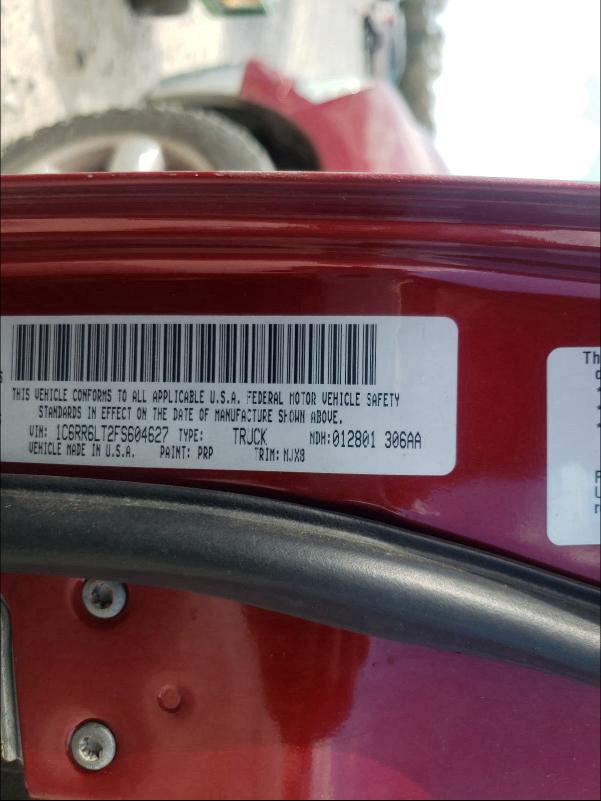 THIS VEHICLE CONFORMS TO ALL APPLICABLE U.S.A. FEDERAL MOTOR VEHICLE SAFETY
STANDARDS IN EFFECT ON THE DATE OF MANUFACTURE SHOWN ABOVE.
VIN: 1C6RR6LT2FS604627 TYPE: TRUCK MDH:012801 306AA
VEHICLE MADE IN U.S.A. PAINT: PRP TRIM: MJX8
Th